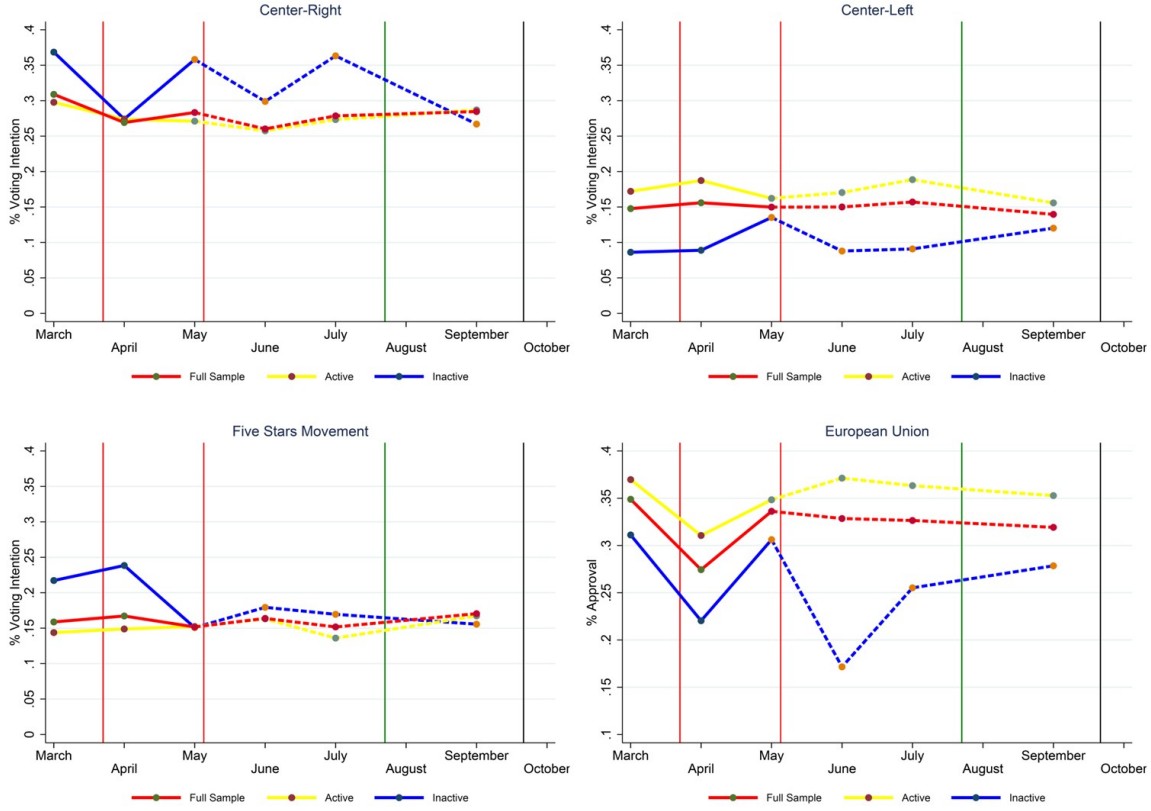 Center-Right
% Voting Intention
0 .05 .1 .15 .2 .25 .3 .35 .4
March April May June July August September October
Full Sample Active Inactive
Center-Left
% Voting Intention
0 .05 .1 .15 .2 .25 .3 .35 .4
March April May June July August September October
Full Sample Active Inactive
Five Stars Movement
% Voting Intention
0 .05 .1 .15 .2 .25 .3 .35 .4
March April May June July August September October
Full Sample Active Inactive
European Union
% Approval
.1 .15 .2 .25 .3 .35 .4
March April May June July August September October
Full Sample Active Inactive